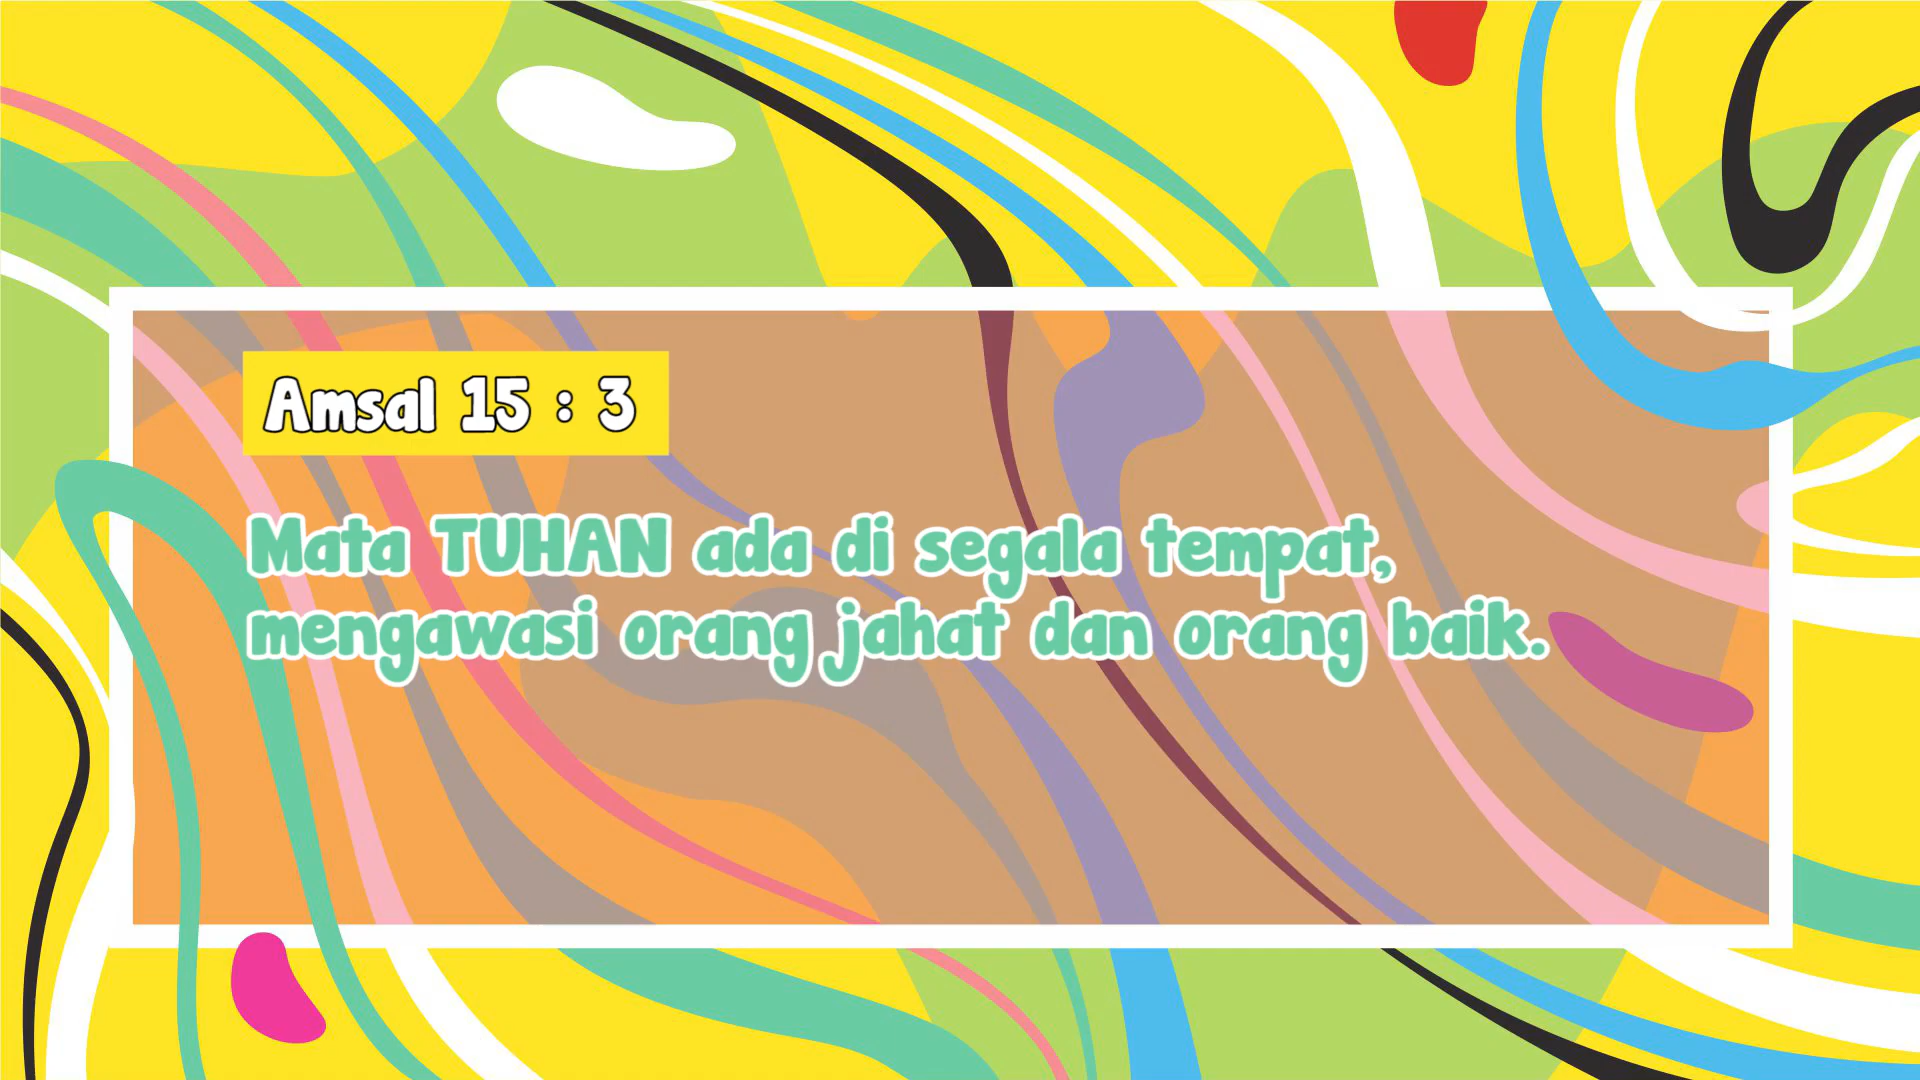 Amsal 15 : 3
Mata TUHAN ada di segala tempat,
mengawasi orang jahat dan orang baik.